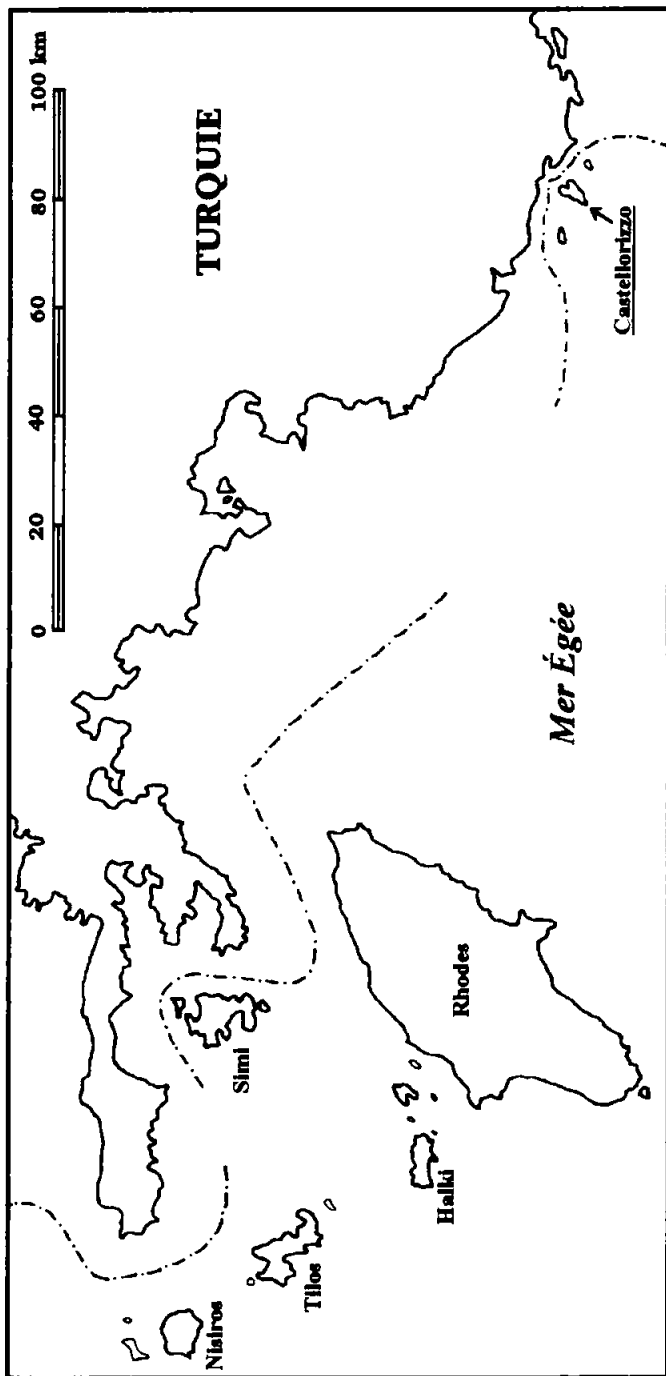 0 20 40 60 80 100 km
TURQUIE
Simi
Nisiros
Tilos
Rhodes
Halki
Mer Égée
Castellorizzo